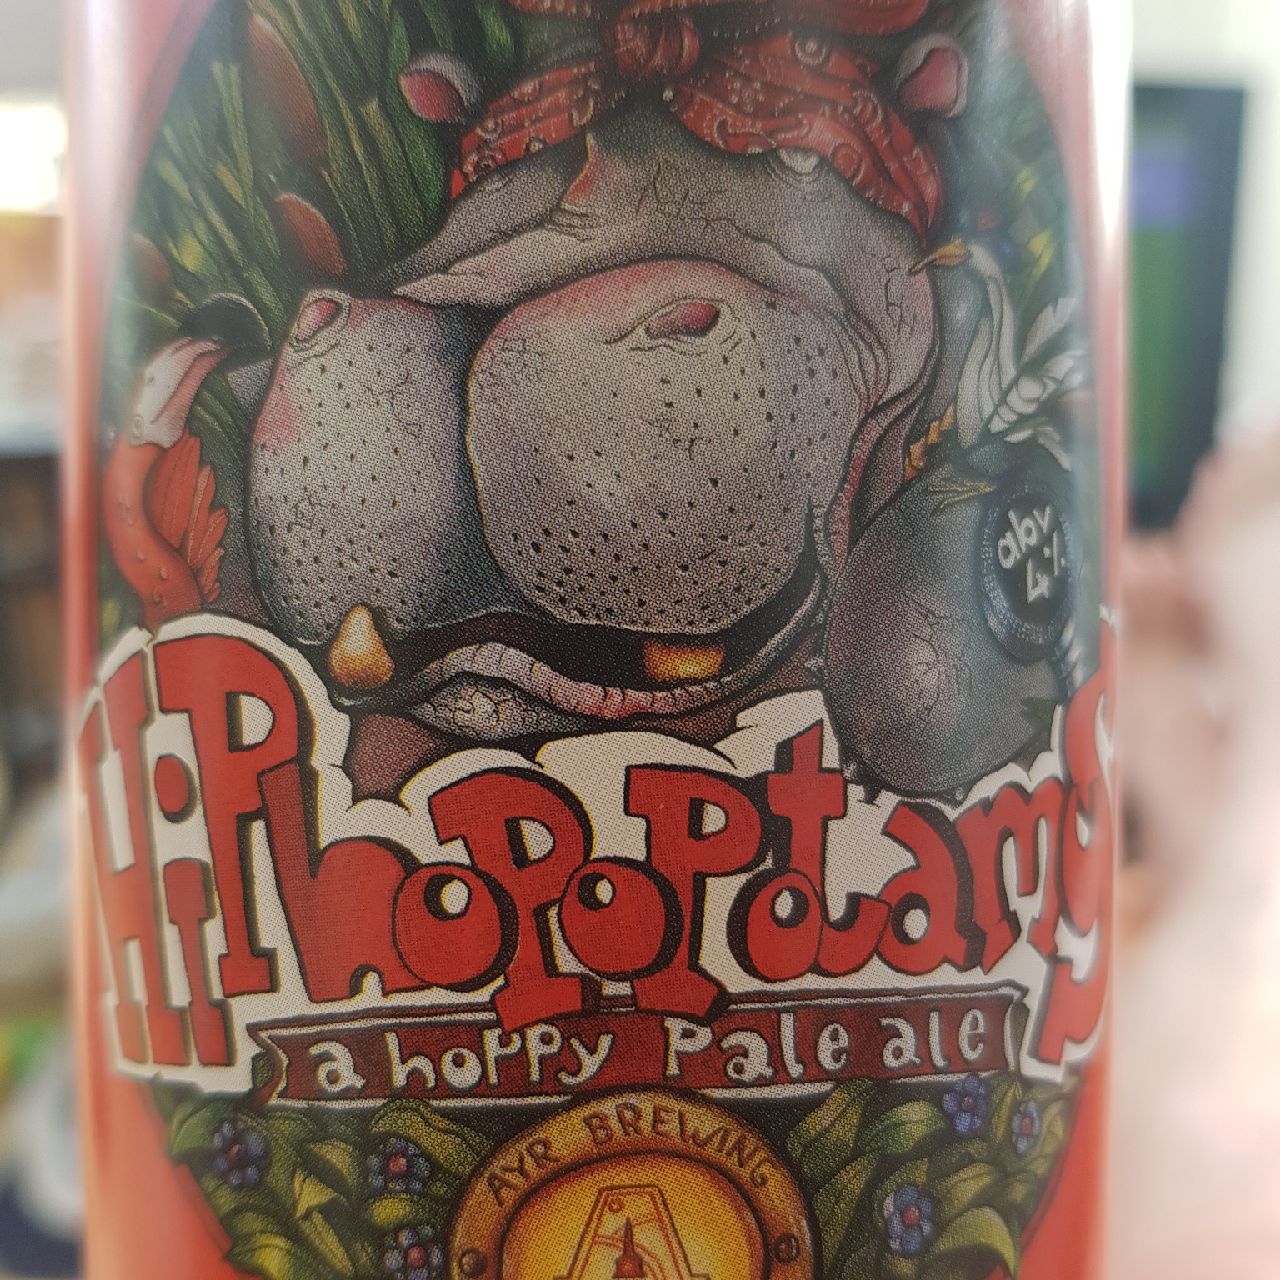 abv
4%
HiPhoPoPotamus
a hoppy Pale ale
AYR BREWING